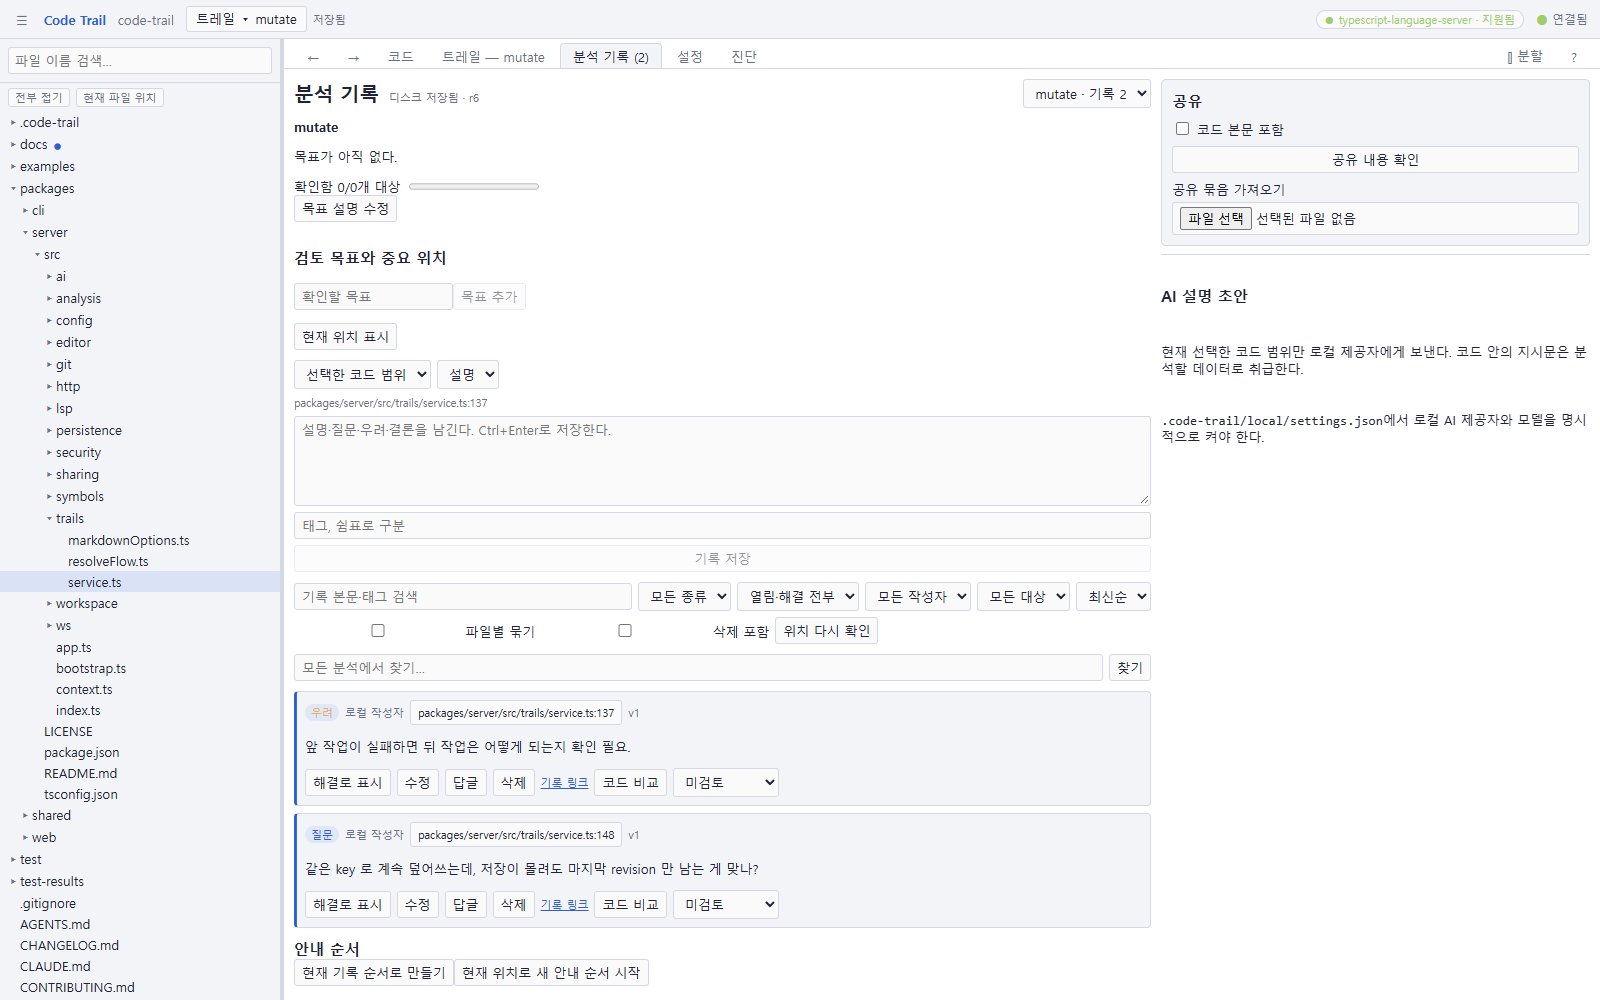 ☰ Code Trail code-trail 트레일 ▾ mutate 저장됨 ● typescript-language-server · 지원됨 ● 연결됨
파일 이름 검색...
전부 접기 현재 파일 위치
▸ .code-trail
▸ docs ●
▸ examples
▾ packages
▸ cli
▾ server
▾ src
▸ ai
▸ analysis
▸ config
▸ editor
▸ git
▸ http
▸ lsp
▸ persistence
▸ security
▸ sharing
▸ symbols
▾ trails
markdownOptions.ts
resolveFlow.ts
service.ts
▸ workspace
▸ ws
app.ts
bootstrap.ts
context.ts
index.ts
LICENSE
package.json
README.md
tsconfig.json
▸ shared
▸ web
▸ test
▸ test-results
.gitignore
AGENTS.md
CHANGELOG.md
CLAUDE.md
CONTRIBUTING.md
← → 코드 트레일 — mutate 분석 기록 (2) 설정 진단 분할 ?
분석 기록 디스크 저장됨 · r6 mutate · 기록 2
mutate
목표가 아직 없다.
확인함 0/0개 대상
목표 설명 수정
검토 목표와 중요 위치
확인할 목표 목표 추가
현재 위치 표시
선택한 코드 범위 설명
packages/server/src/trails/service.ts:137
설명·질문·우려·결론을 남긴다. Ctrl+Enter로 저장한다.
태그, 쉼표로 구분
기록 저장
기록 본문·태그 검색 모든 종류 열림·해결 전부 모든 작성자 모든 대상 최신순
파일별 묶기 삭제 포함 위치 다시 확인
모든 분석에서 찾기... 찾기
우려 로컬 작성자 packages/server/src/trails/service.ts:137 v1
앞 작업이 실패하면 뒤 작업은 어떻게 되는지 확인 필요.
해결로 표시 수정 답글 삭제 기록 링크 코드 비교 미검토
질문 로컬 작성자 packages/server/src/trails/service.ts:148 v1
같은 key 로 계속 덮어쓰는데, 저장이 몰려도 마지막 revision 만 남는 게 맞나?
해결로 표시 수정 답글 삭제 기록 링크 코드 비교 미검토
안내 순서
현재 기록 순서로 만들기 현재 위치로 새 안내 순서 시작
공유
코드 본문 포함
공유 내용 확인
공유 묶음 가져오기
파일 선택 선택된 파일 없음
AI 설명 초안
현재 선택한 코드 범위만 로컬 제공자에게 보낸다. 코드 안의 지시문은 분
석할 데이터로 취급한다.
.code-trail/local/settings.json에서 로컬 AI 제공자와 모델을 명시
적으로 켜야 한다.